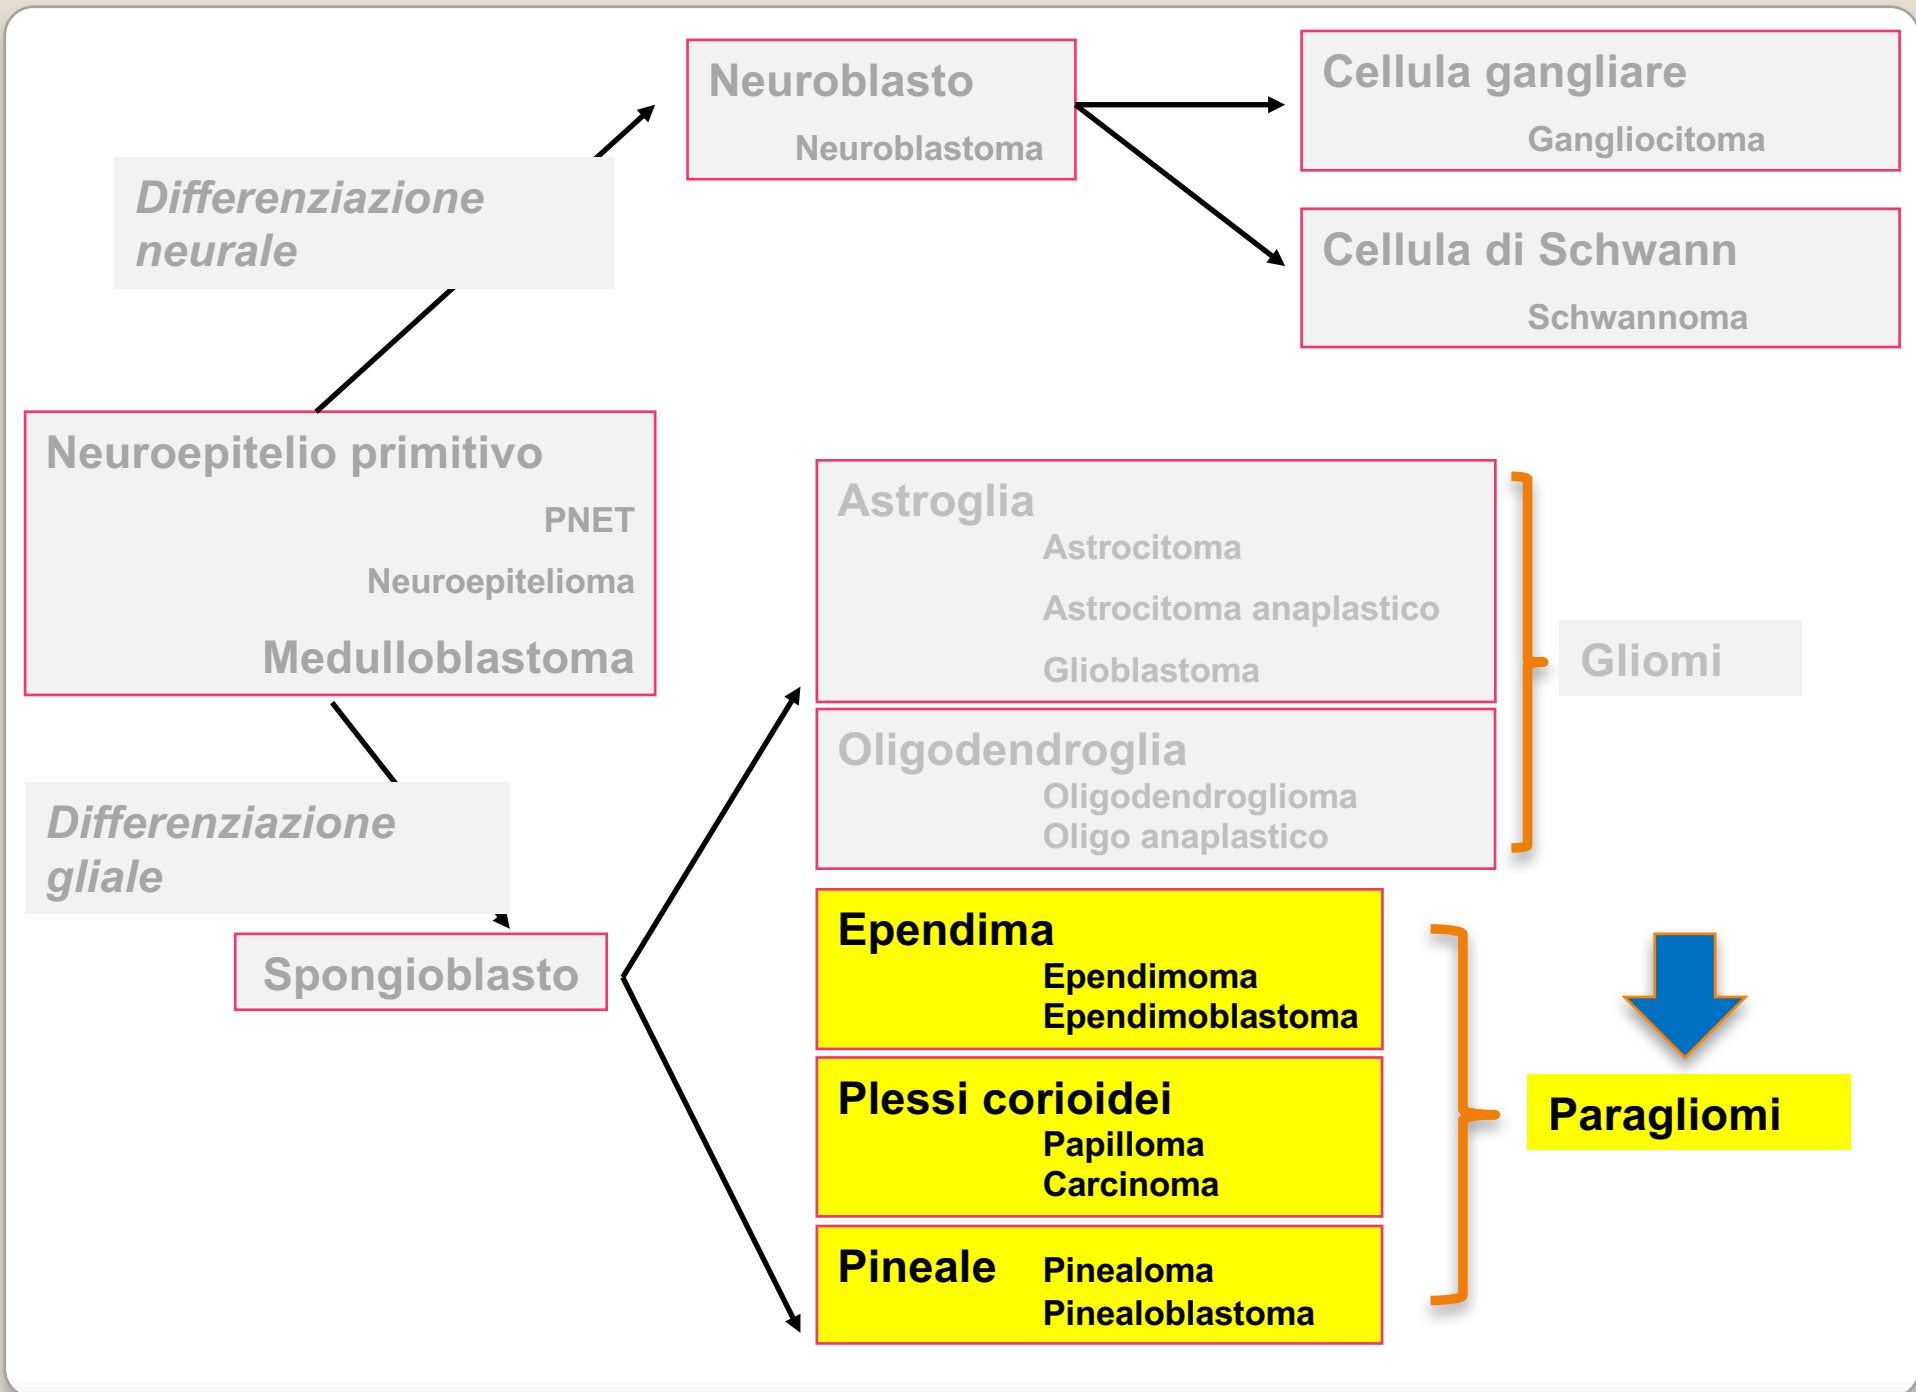 Neuroblasto
Neuroblastoma
Cellula gangliare
Gangliocitoma
Differenziazione
neurale
Cellula di Schwann
Schwannoma
Neuroepitelio primitivo
PNET
Neuroepitelioma
Medulloblastoma
Astroglia
Astrocitoma
Astrocitoma anaplastico
Glioblastoma
Gliomi
Oligodendroglia
Oligodendroglioma
Oligo anaplastico
Differenziazione
gliale
Spongioblasto
Ependima
Ependimoma
Ependimoblastoma
Plessi corioidei
Papilloma
Carcinoma
Paragliomi
Pineale Pinealoma
Pinealoblastoma